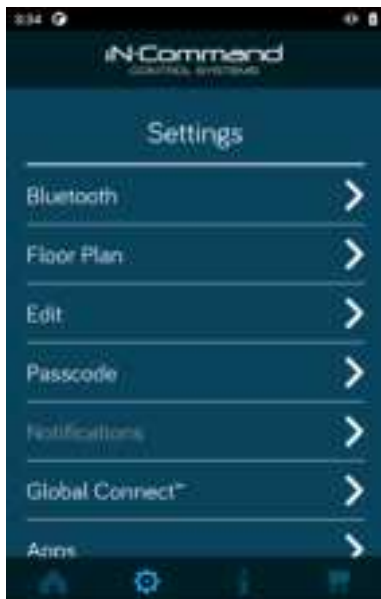 iN·Command
CONTROL SYSTEMS
Settings
Bluetooth
Floor Plan
Edit
Passcode
Notifications
Global Connect™
Apps